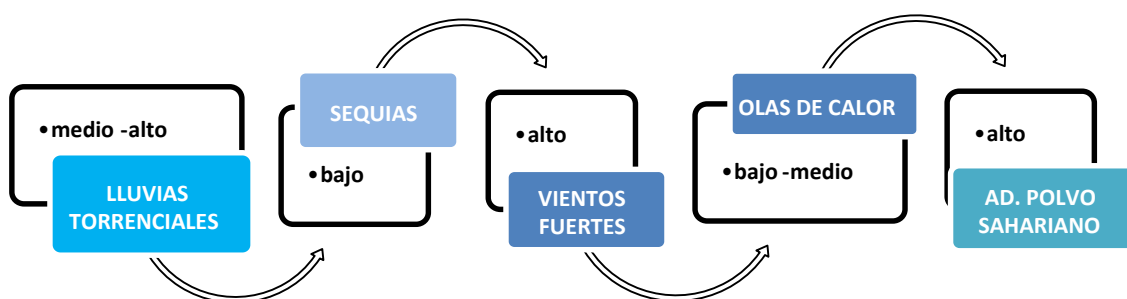 •medio -alto
LLUVIAS
TORRENCIALES
SEQUIAS
•bajo
•alto
VIENTOS
FUERTES
OLAS DE CALOR
•bajo -medio
•alto
AD. POLVO
SAHARIANO